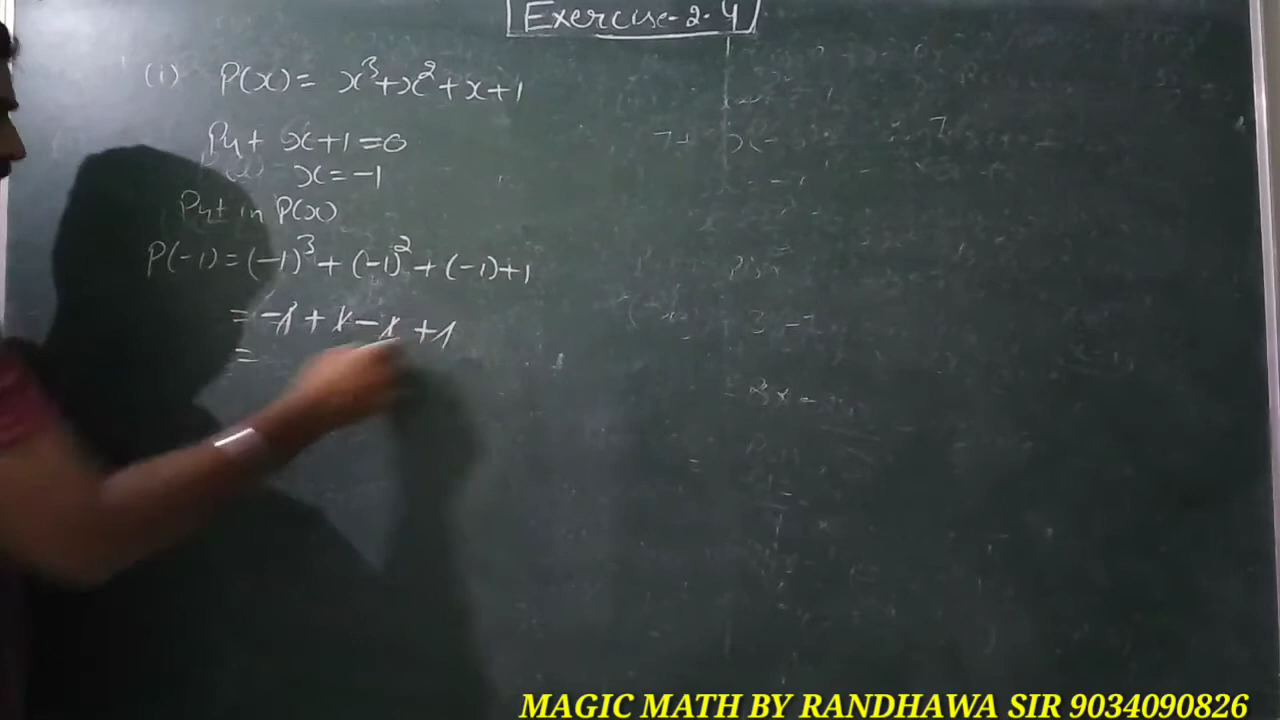 Exercise-2.4
(i) P(x) = x³+x²+x+1
Put x+1=0
x=-1
Put in P(x)
P(-1)=(-1)³+(-1)²+(-1)+1
= -1+1-1+1
=
MAGIC MATH BY RANDHAWA SIR 9034090826